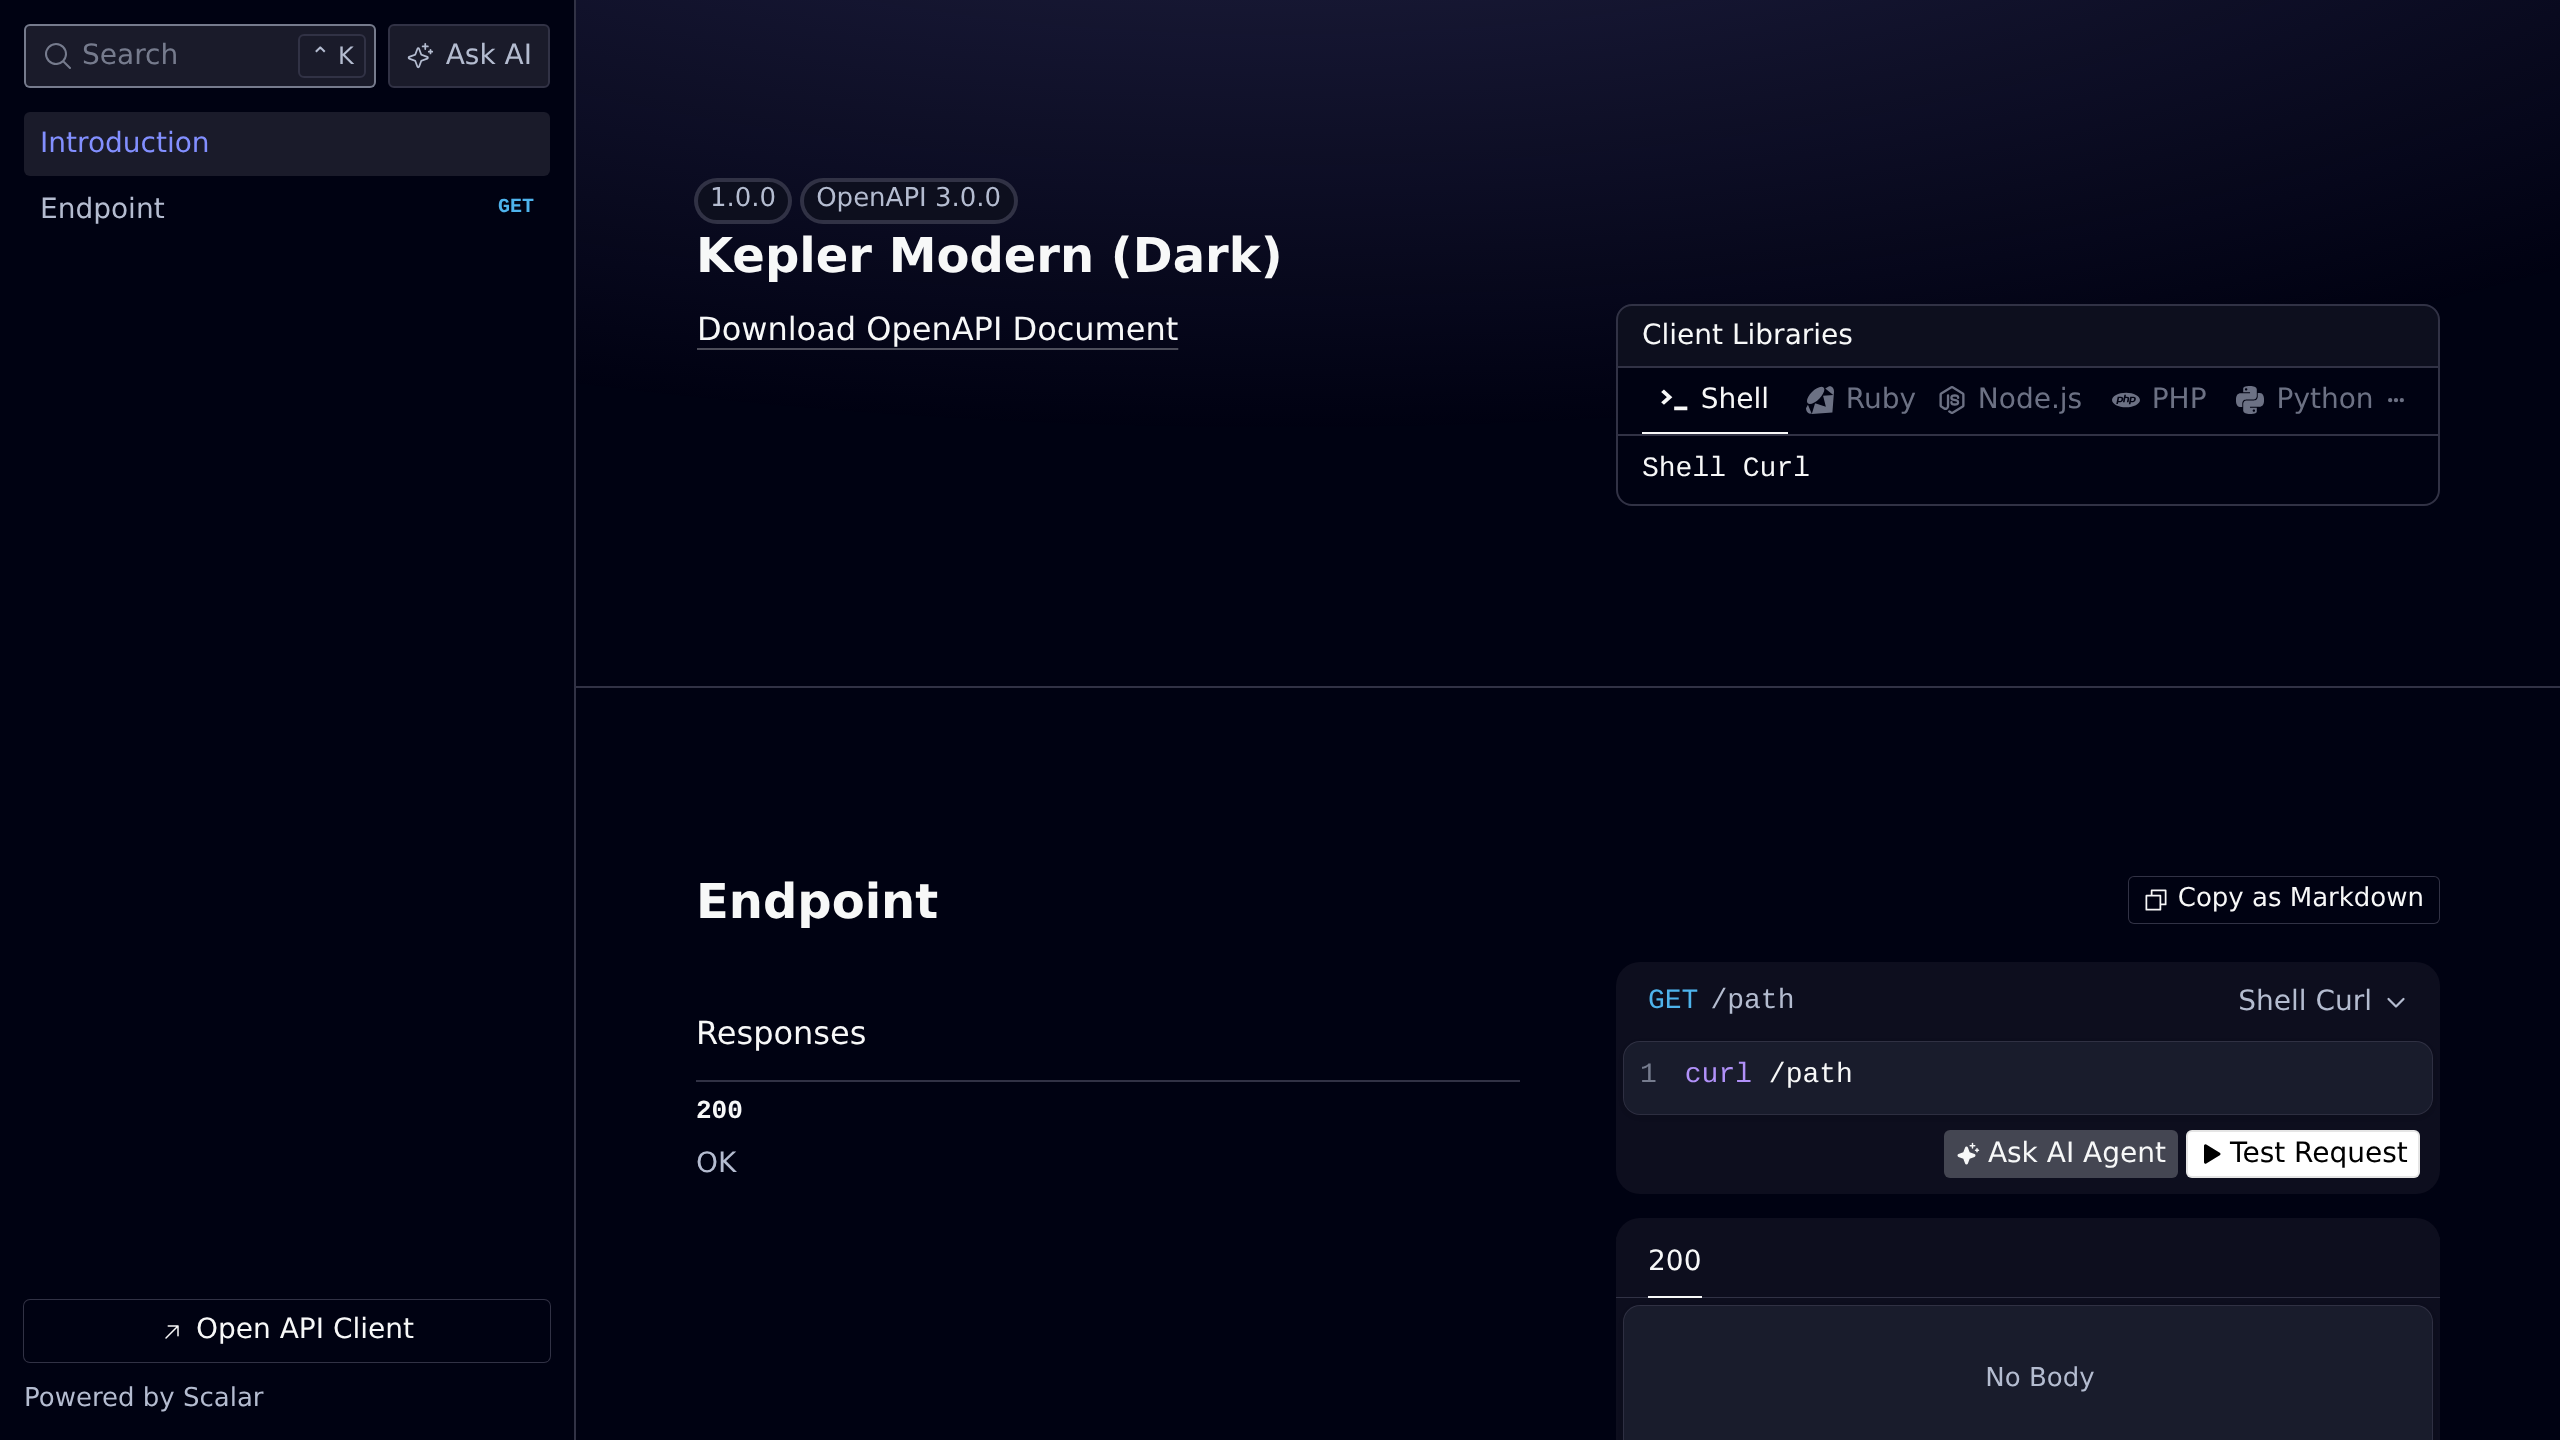 Search ⌃ K Ask AI
Introduction
Endpoint GET
Open API Client
Powered by Scalar
1.0.0 OpenAPI 3.0.0
Kepler Modern (Dark)
Download OpenAPI Document
Client Libraries
Shell Ruby Node.js PHP Python ···
Shell Curl
Endpoint
Copy as Markdown
Responses
200
OK
GET /path Shell Curl
1 curl /path
Ask AI Agent Test Request
200
No Body